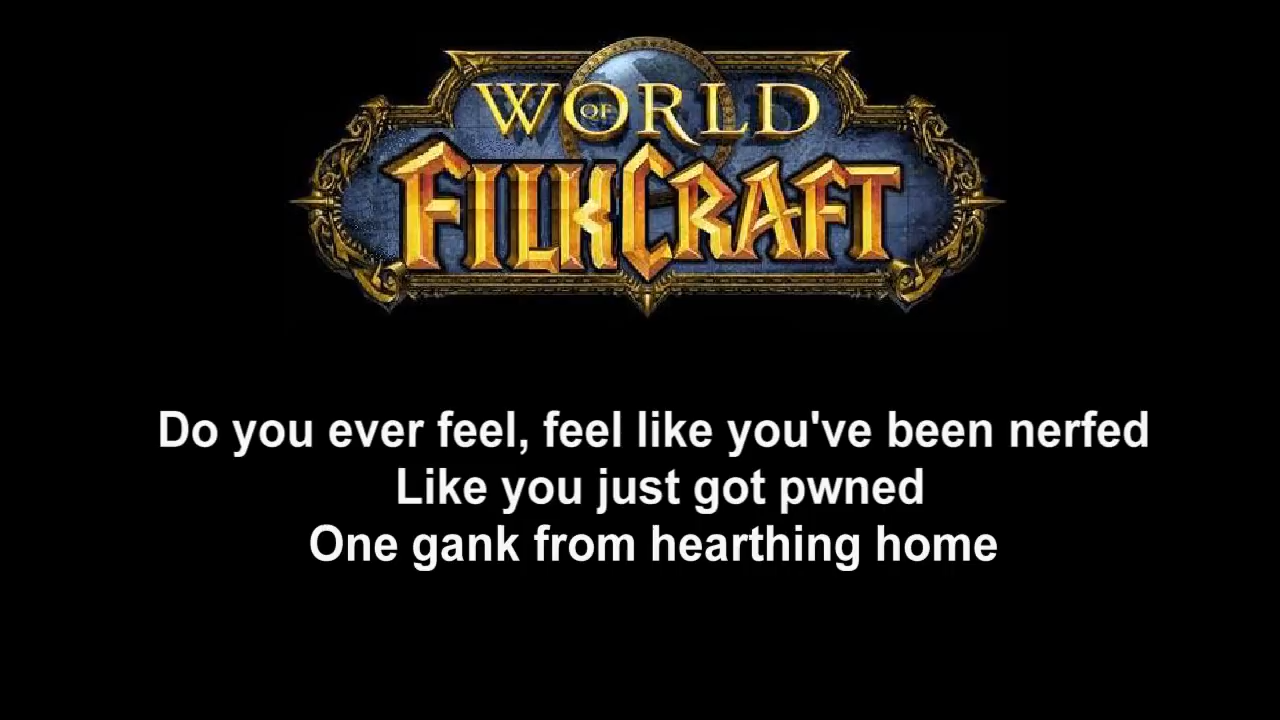 WORLD OF
FILKCRAFT
Do you ever feel, feel like you've been nerfed
Like you just got pwned
One gank from hearthing home